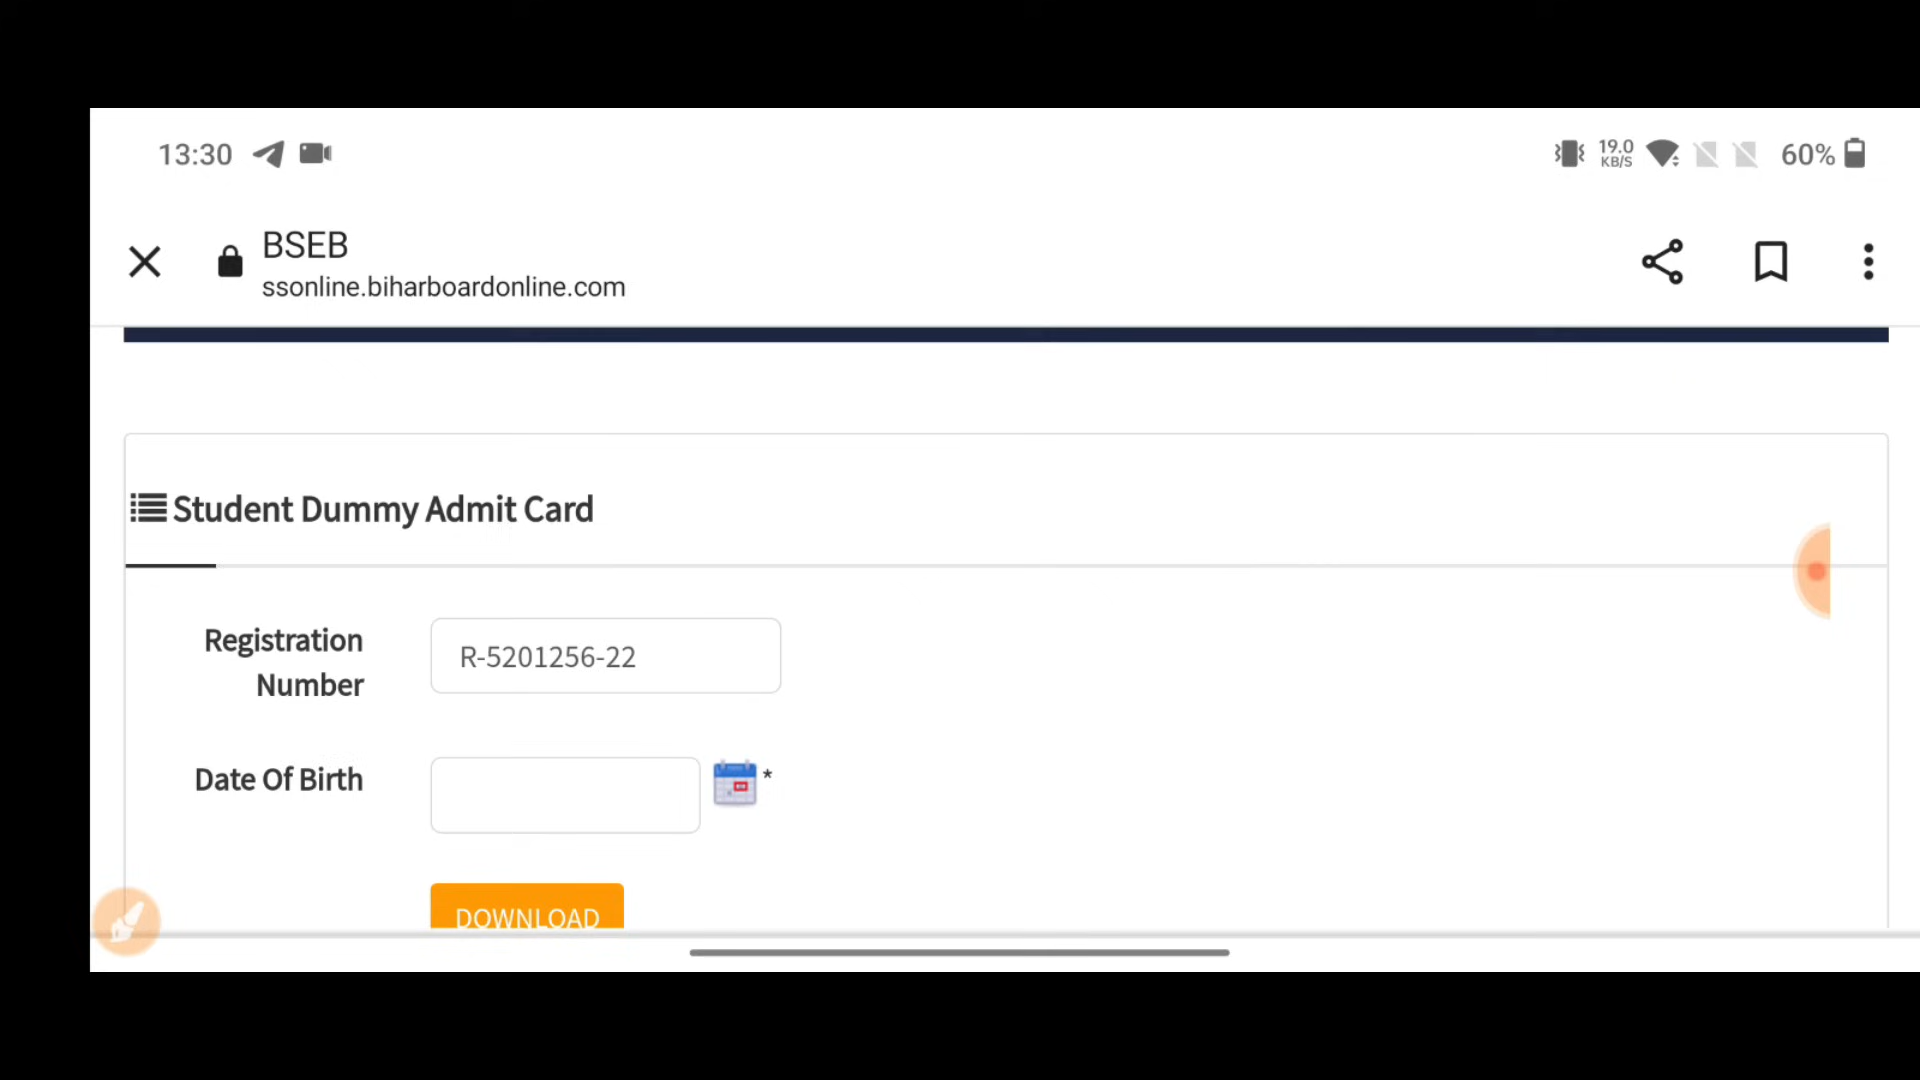 13:30
19.0
KB/S
60%
BSEB
ssonline.biharboardonline.com
Student Dummy Admit Card
Registration
Number
R-5201256-22
Date Of Birth
*
DOWNLOAD